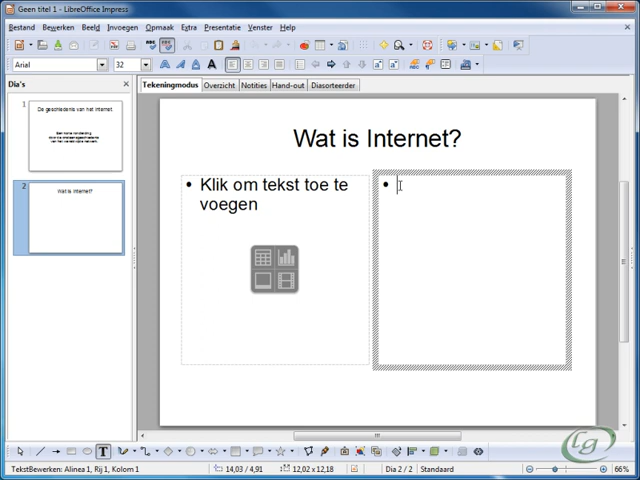 Geen titel 1 - LibreOffice Impress
Bestand Bewerken Beeld Invoegen Opmaak Extra Presentatie Venster Help
Arial 32
Dia's
Tekeningmodus Overzicht Notities Hand-out Diasorteerder
1
De geschiedenis van het internet.
2
Wat is Internet?
Wat is Internet?
• Klik om tekst toe te
voegen
•
lg
TekstBewerken: Alinea 1, Rij 1, Kolom 1 14,03 / 4,91 12,02 x 12,18 Dia 2 / 2 Standaard 66%